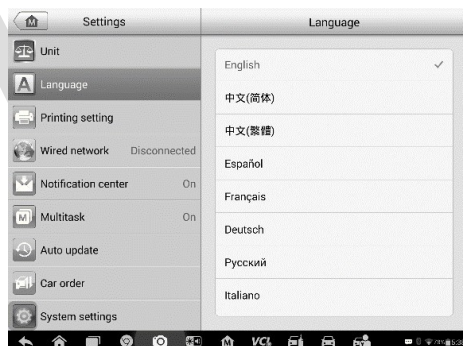 Settings
Unit
Language
Printing setting
Wired network Disconnected
Notification center On
Multitask On
Auto update
Car order
System settings
Language
English
中文(简体)
中文(繁體)
Español
Français
Deutsch
Русский
Italiano
VCI